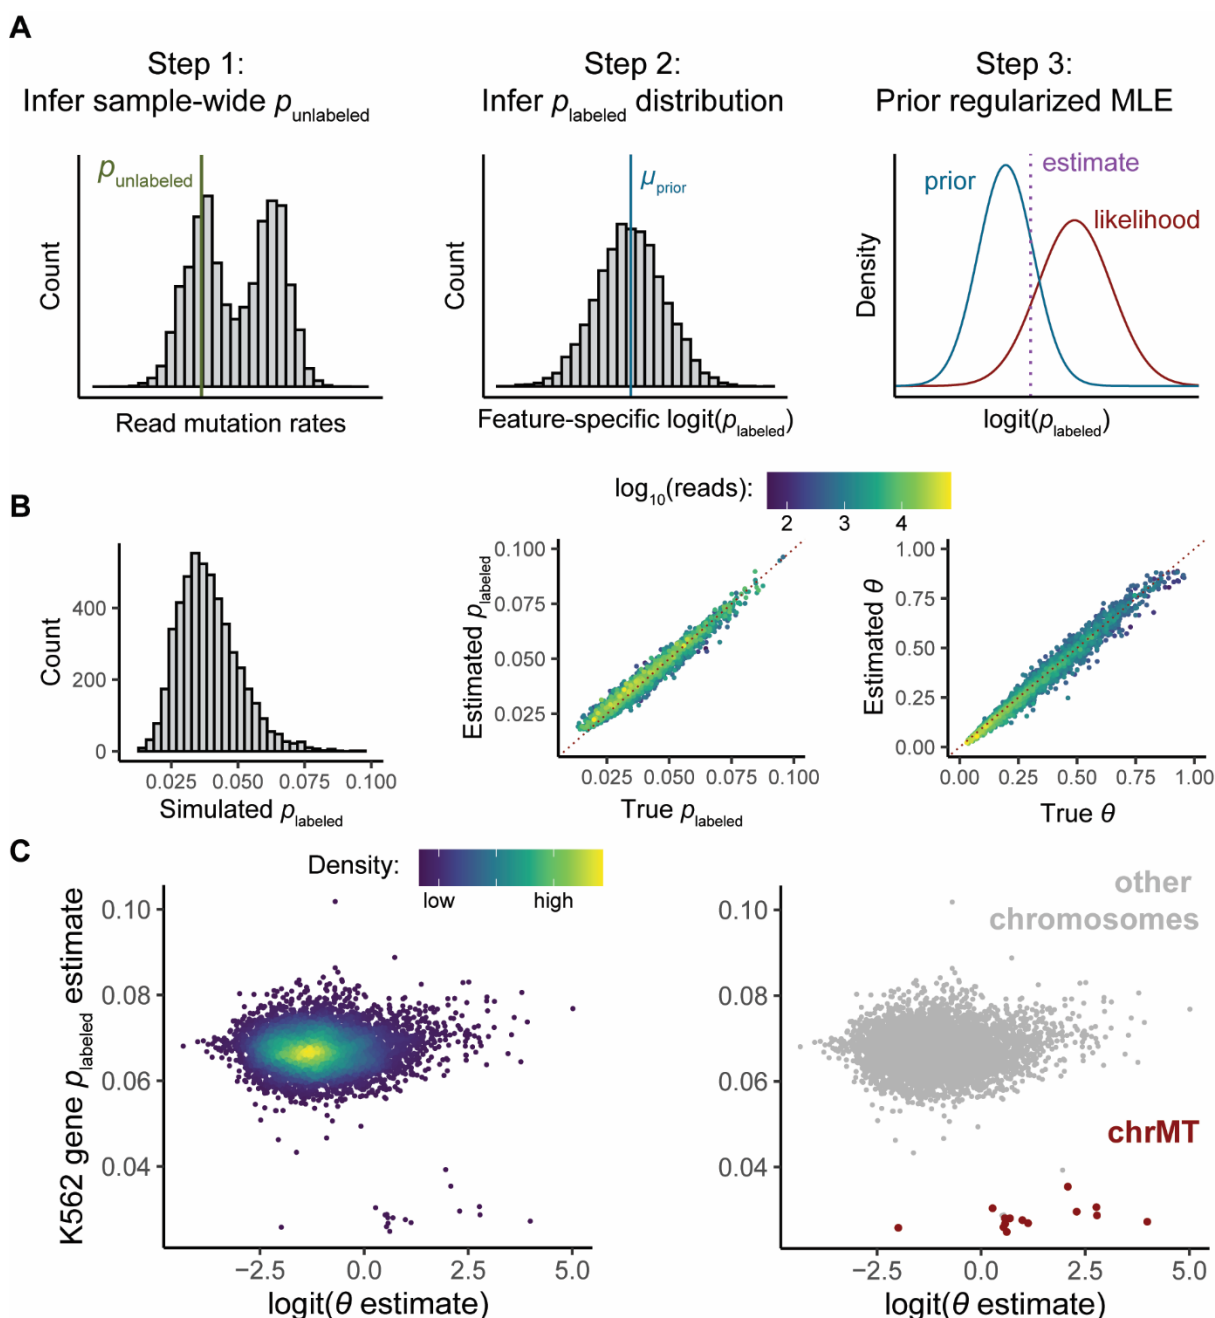 A
Step 1:
Infer sample-wide p_unlabeled
Step 2:
Infer p_labeled distribution
Step 3:
Prior regularized MLE
p_unlabeled
Count
Read mutation rates
μ_prior
Count
Feature-specific logit(p_labeled)
prior
estimate
likelihood
Density
logit(p_labeled)
B
log10(reads):
2 3 4
Count
400
200
0
0.025 0.050 0.075 0.100
Simulated p_labeled
Estimated p_labeled
0.100
0.075
0.050
0.025
0.025 0.050 0.075 0.100
True p_labeled
Estimated θ
1.00
0.75
0.50
0.25
0.00
0.00 0.25 0.50 0.75 1.00
True θ
C
Density:
low high
K562 gene p_labeled estimate
0.10
0.08
0.06
0.04
−2.5 0.0 2.5 5.0
logit(θ estimate)
other
chromosomes
chrMT
0.10
0.08
0.06
0.04
−2.5 0.0 2.5 5.0
logit(θ estimate)